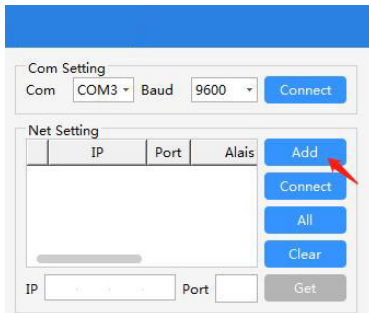 Com Setting
Com COM3 Baud 9600 Connect
Net Setting
IP Port Alais Add
Connect
All
Clear
IP Port Get